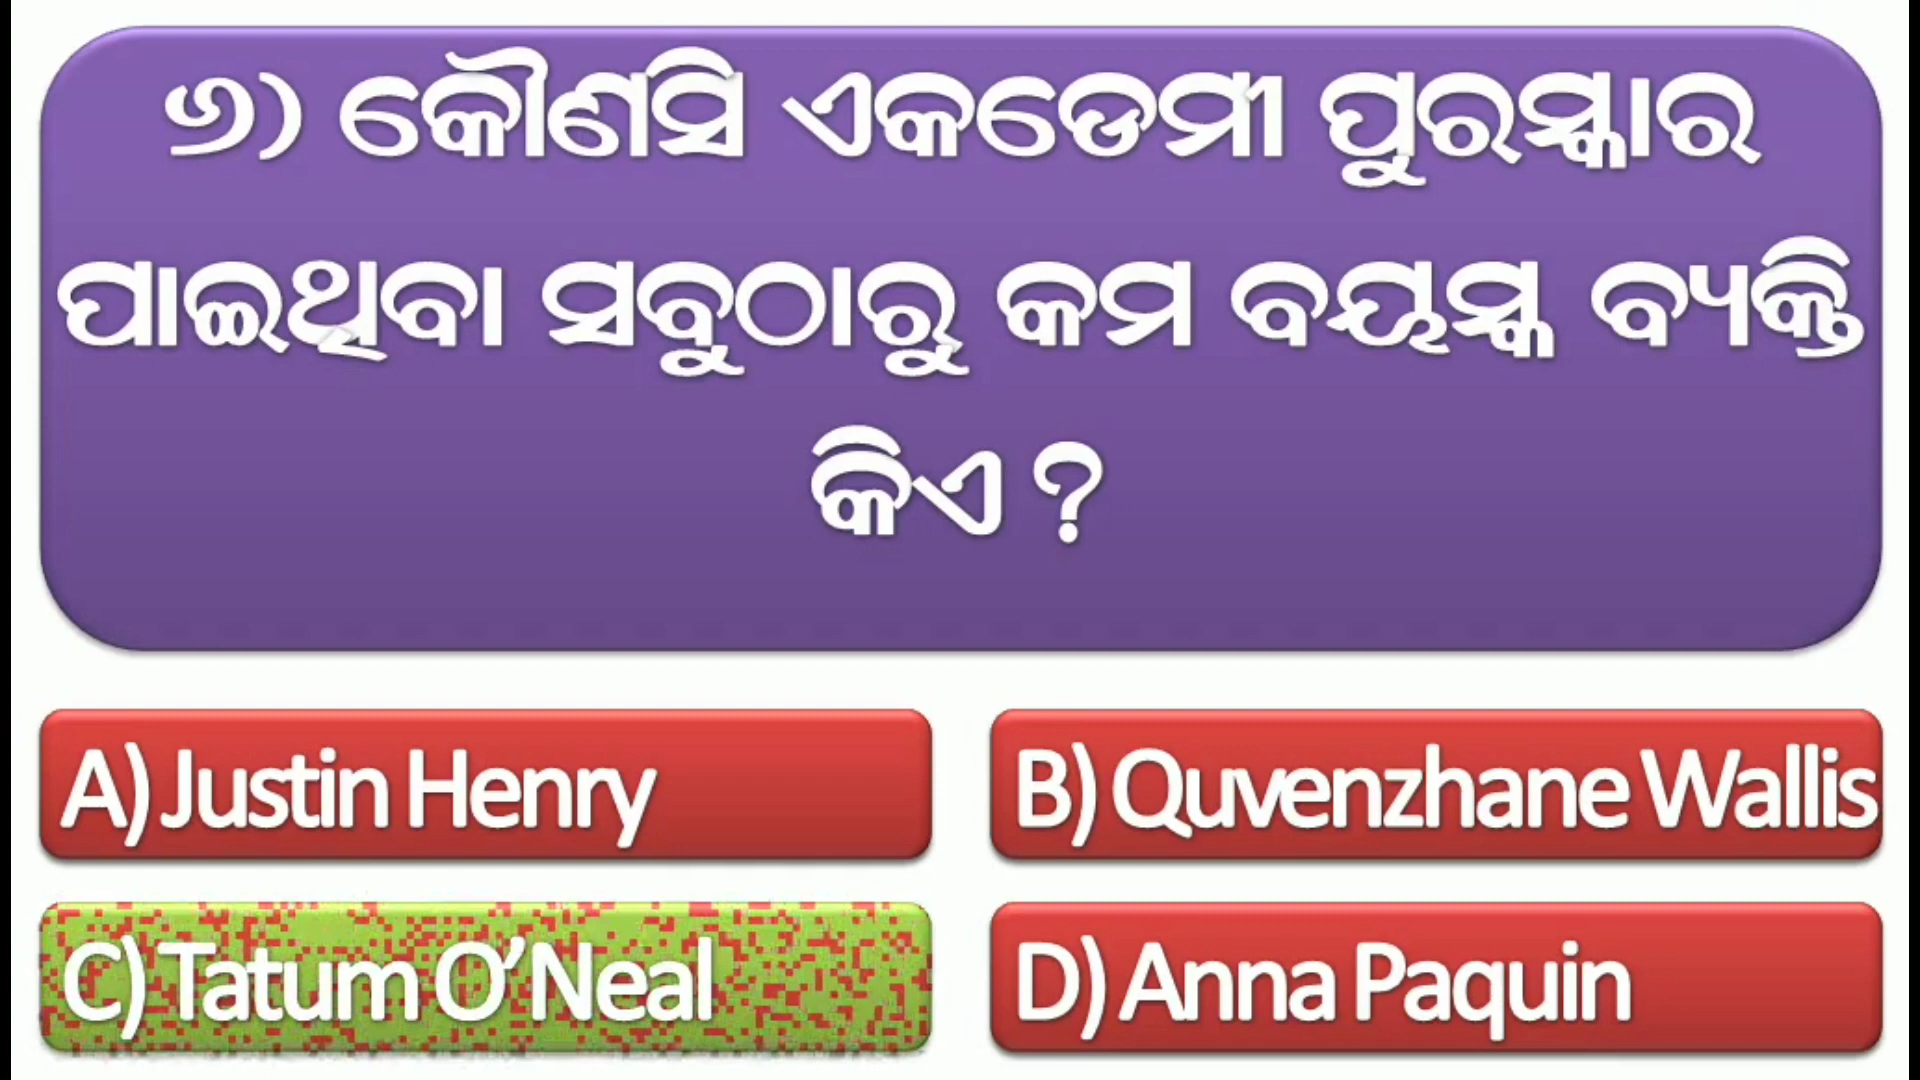 ୬) କୌଣସି ଏକଡେମୀ ପୁରସ୍କାର
ପାଇଥିବା ସବୁଠାରୁ କମ ବୟସ୍କ ବ୍ୟକ୍ତି
କିଏ ?
A) Justin Henry
B) Quvenzhane Wallis
C) Tatum O’Neal
D) Anna Paquin